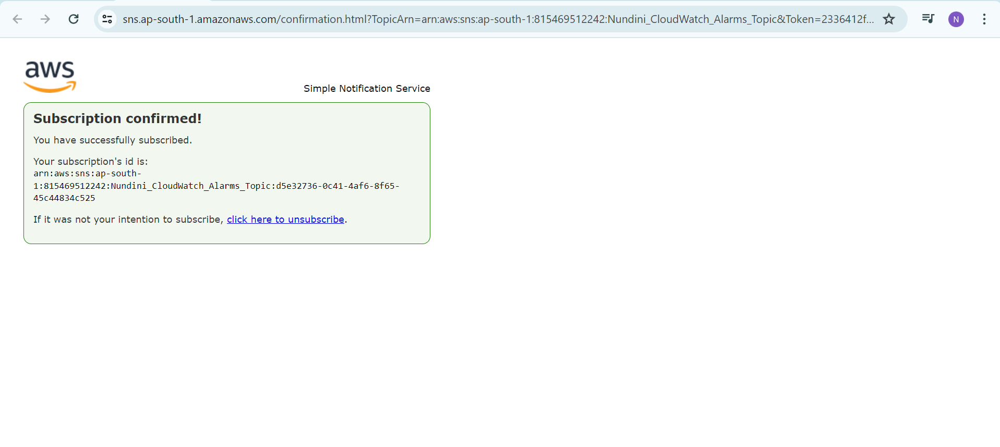 sns.ap-south-1.amazonaws.com/confirmation.html?TopicArn=arn:aws:sns:ap-south-1:815469512242:Nundini_CloudWatch_Alarms_Topic&Token=2336412f...
N
aws
Simple Notification Service
Subscription confirmed!
You have successfully subscribed.
Your subscription's id is:
arn:aws:sns:ap-south-
1:815469512242:Nundini_CloudWatch_Alarms_Topic:d5e32736-0c41-4af6-8f65-
45c44834c525
If it was not your intention to subscribe, click here to unsubscribe.